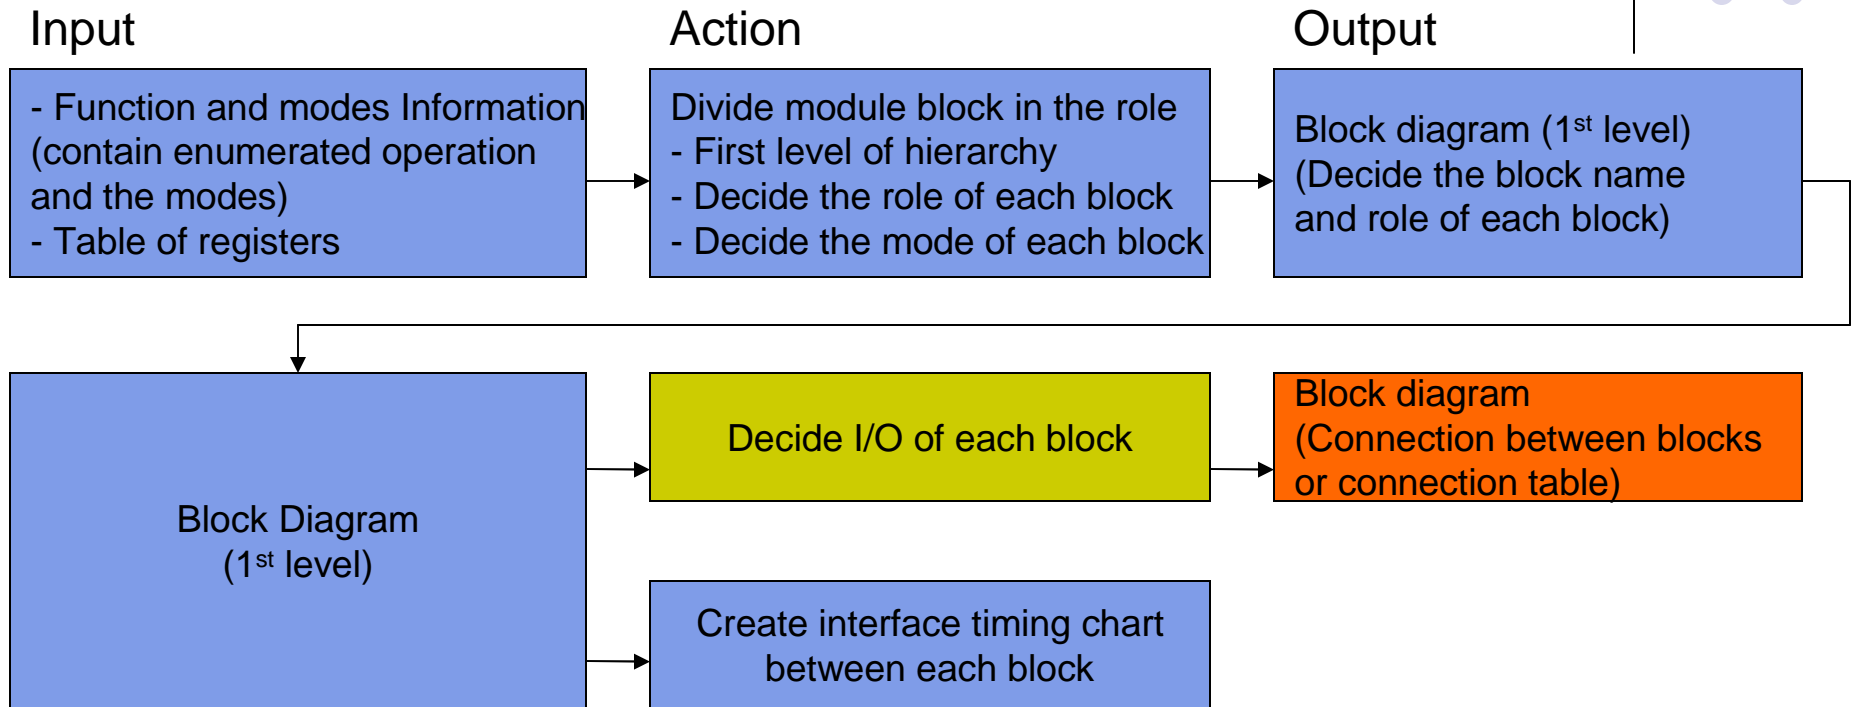 Input
Action
Output
- Function and modes Information
(contain enumerated operation
and the modes)
- Table of registers
Divide module block in the role
- First level of hierarchy
- Decide the role of each block
- Decide the mode of each block
Block diagram (1st level)
(Decide the block name
and role of each block)
Block Diagram
(1st level)
Decide I/O of each block
Block diagram
(Connection between blocks
or connection table)
Create interface timing chart
between each block